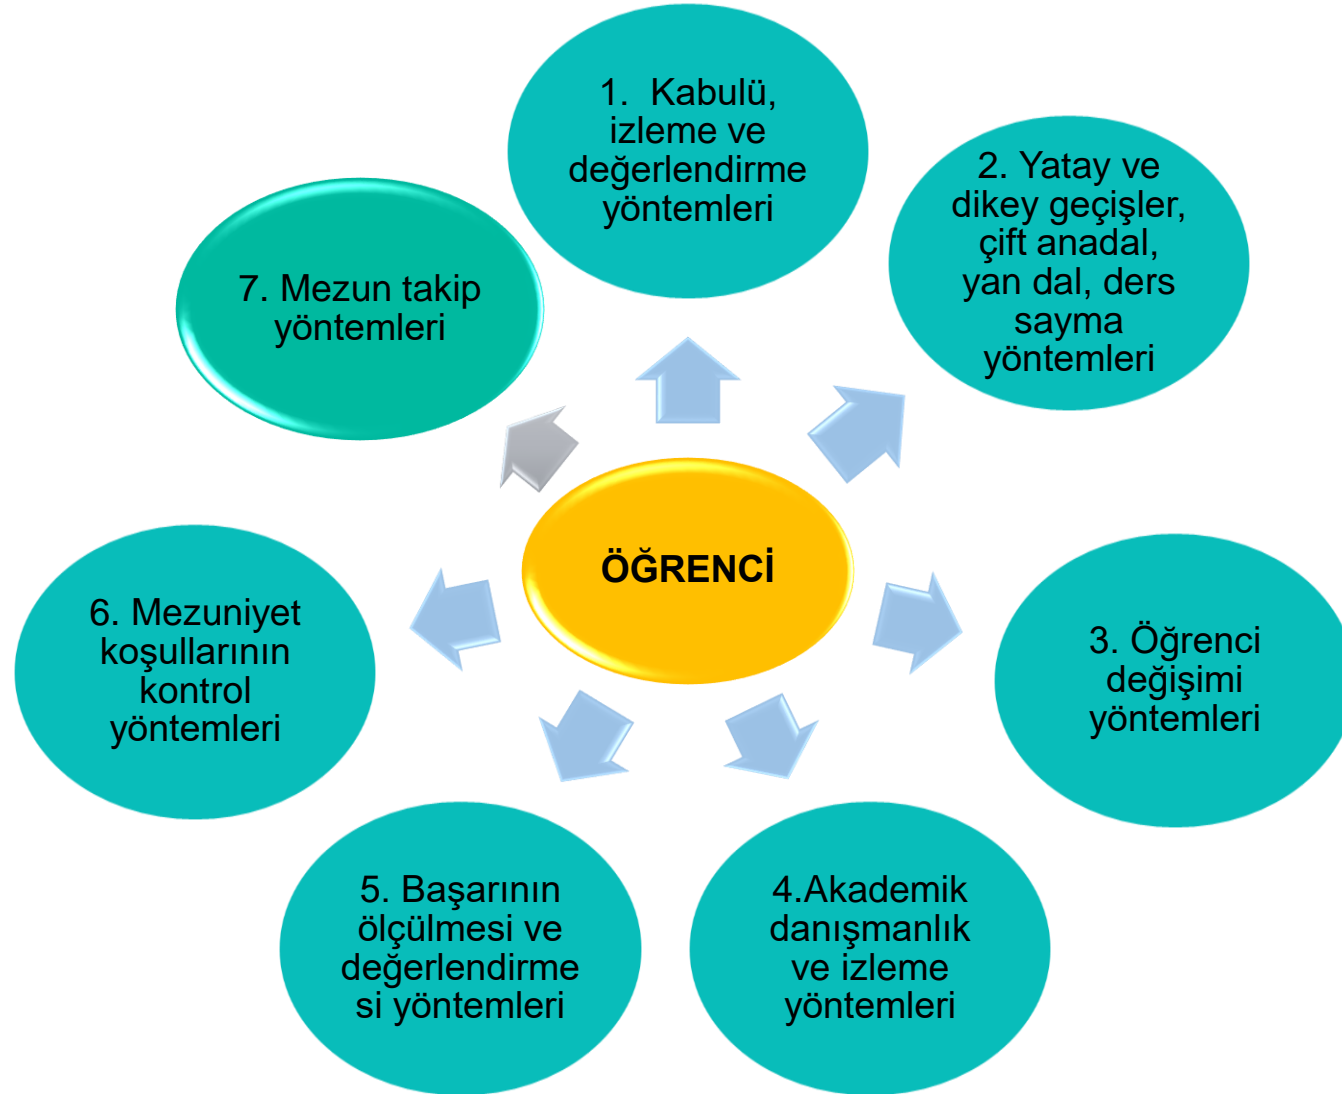 1. Kabulü,
izleme ve
değerlendirme
yöntemleri
2. Yatay ve
dikey geçişler,
çift anadal,
yan dal, ders
sayma
yöntemleri
3. Öğrenci
değişimi
yöntemleri
4.Akademik
danışmanlık
ve izleme
yöntemleri
5. Başarının
ölçülmesi ve
değerlendirme
si yöntemleri
6. Mezuniyet
koşullarının
kontrol
yöntemleri
7. Mezun takip
yöntemleri
ÖĞRENCİ